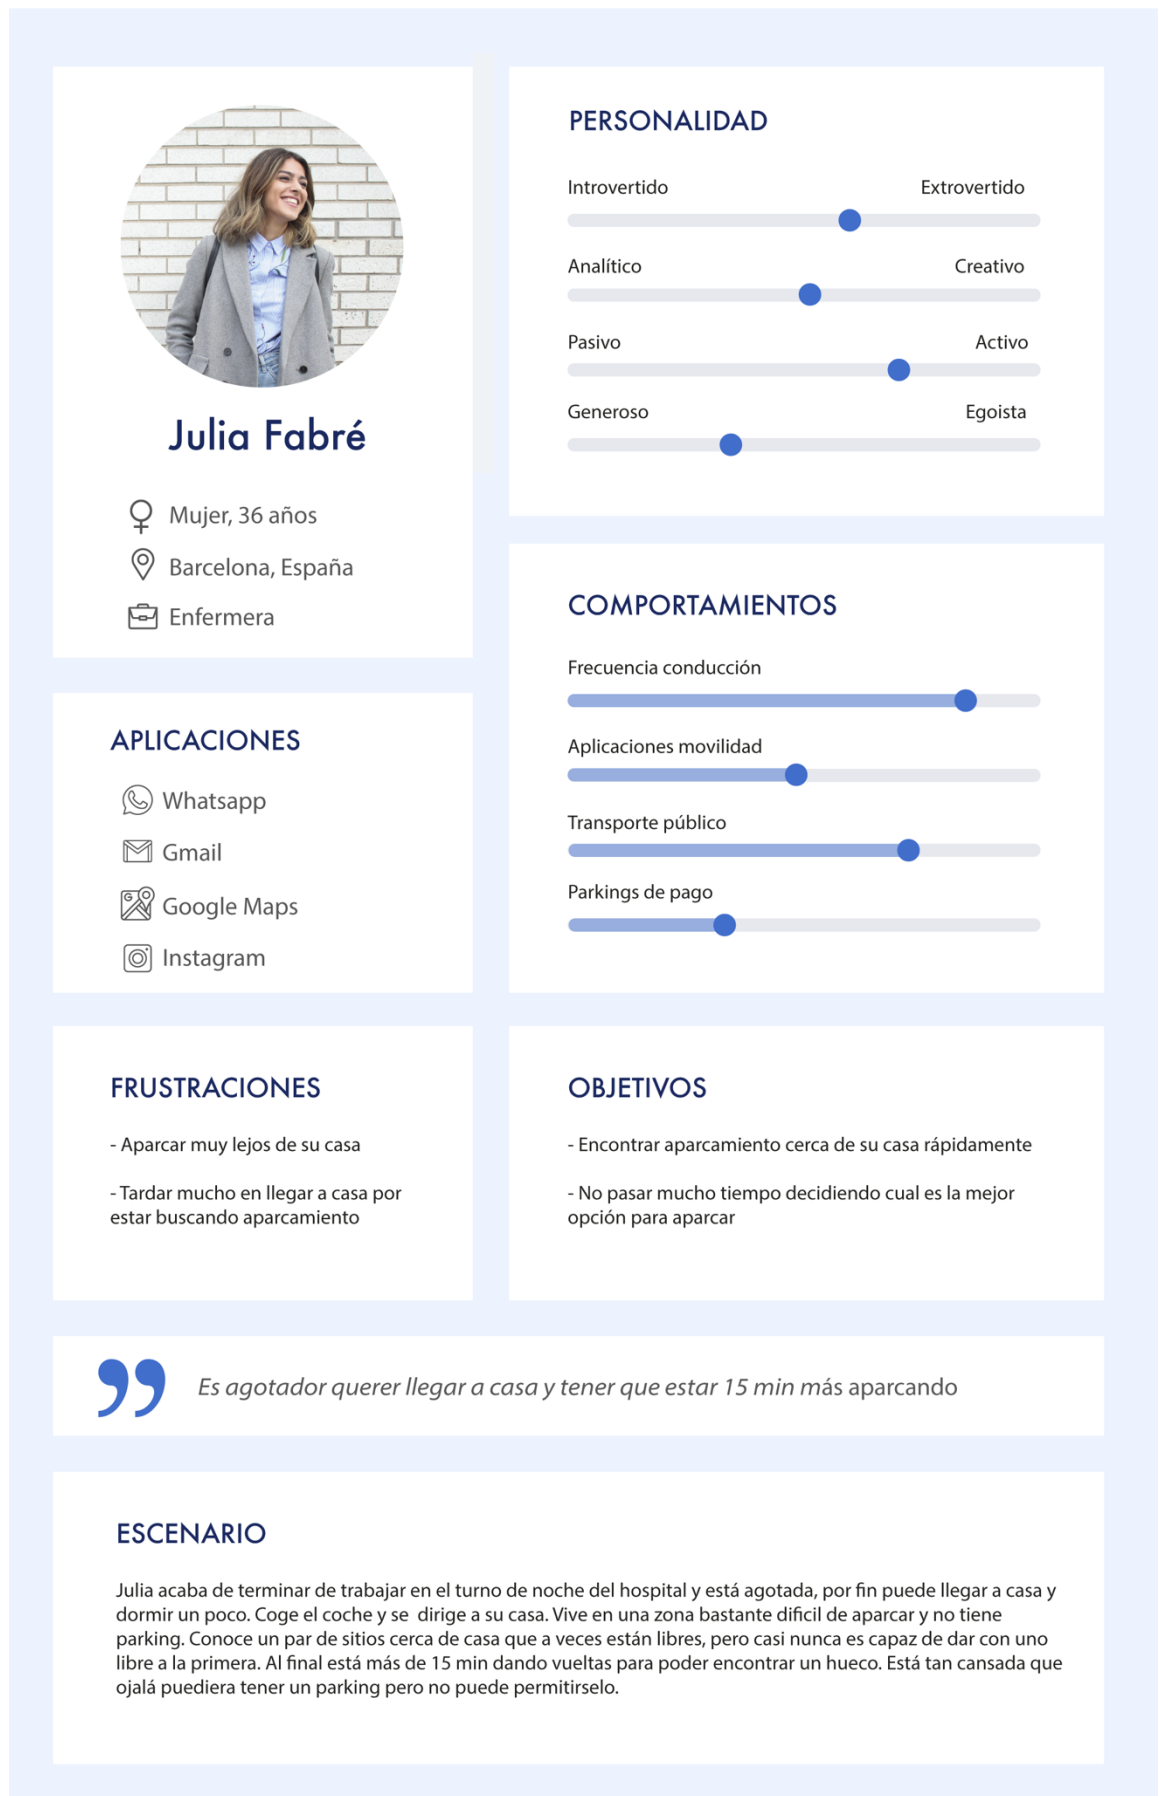 Julia Fabré
Mujer, 36 años
Barcelona, España
Enfermera
APLICACIONES
Whatsapp
Gmail
Google Maps
Instagram
PERSONALIDAD
Introvertido Extrovertido
Analítico Creativo
Pasivo Activo
Generoso Egoista
COMPORTAMIENTOS
Frecuencia conducción
Aplicaciones movilidad
Transporte público
Parkings de pago
FRUSTRACIONES
- Aparcar muy lejos de su casa
- Tardar mucho en llegar a casa por
estar buscando aparcamiento
OBJETIVOS
- Encontrar aparcamiento cerca de su casa rápidamente
- No pasar mucho tiempo decidiendo cual es la mejor
opción para aparcar
” Es agotador querer llegar a casa y tener que estar 15 min más aparcando
ESCENARIO
Julia acaba de terminar de trabajar en el turno de noche del hospital y está agotada, por fin puede llegar a casa y
dormir un poco. Coge el coche y se dirige a su casa. Vive en una zona bastante dificil de aparcar y no tiene
parking. Conoce un par de sitios cerca de casa que a veces están libres, pero casi nunca es capaz de dar con uno
libre a la primera. Al final está más de 15 min dando vueltas para poder encontrar un hueco. Está tan cansada que
ojalá puediera tener un parking pero no puede permitirselo.